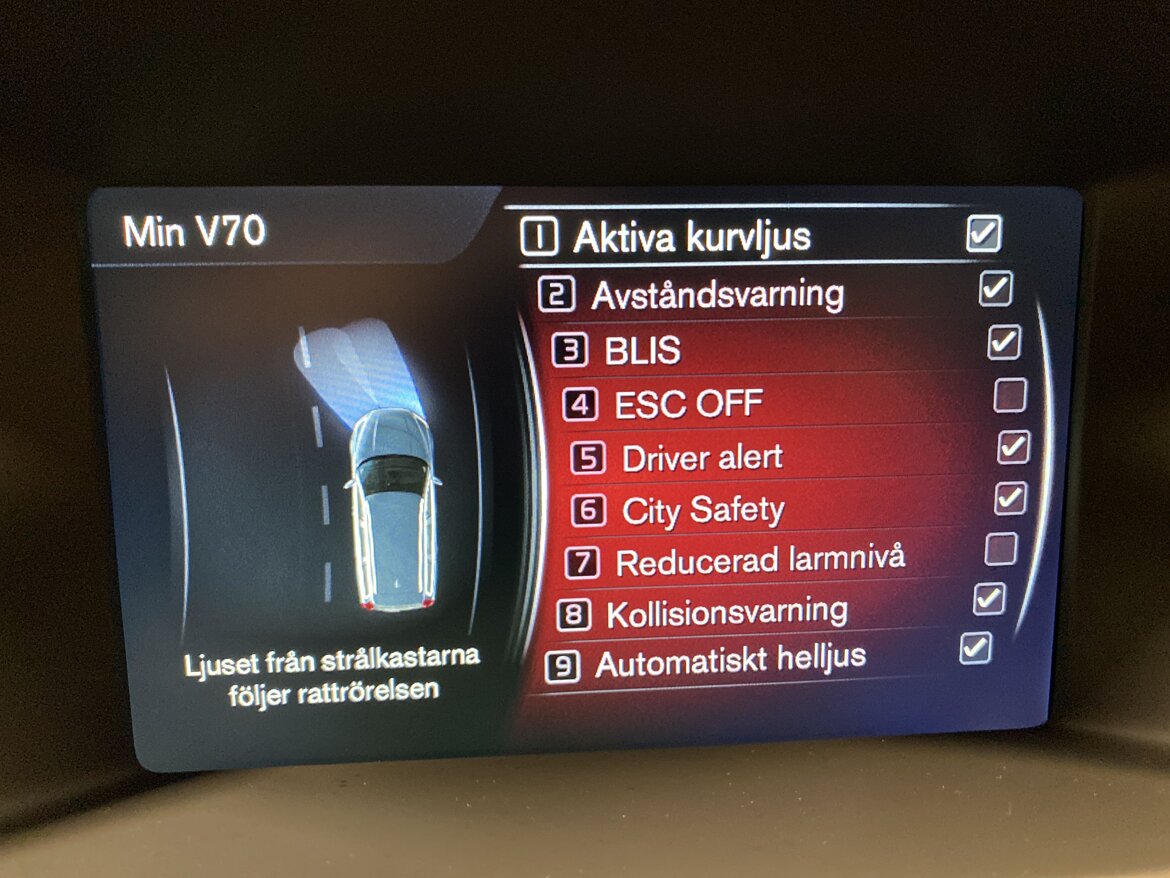 Min V70
1 Aktiva kurvljus
2 Avståndsvarning
3 BLIS
4 ESC OFF
5 Driver alert
6 City Safety
7 Reducerad larmnivå
8 Kollisionsvarning
9 Automatiskt helljus
Ljuset från strålkastarna
följer rattrörelsen